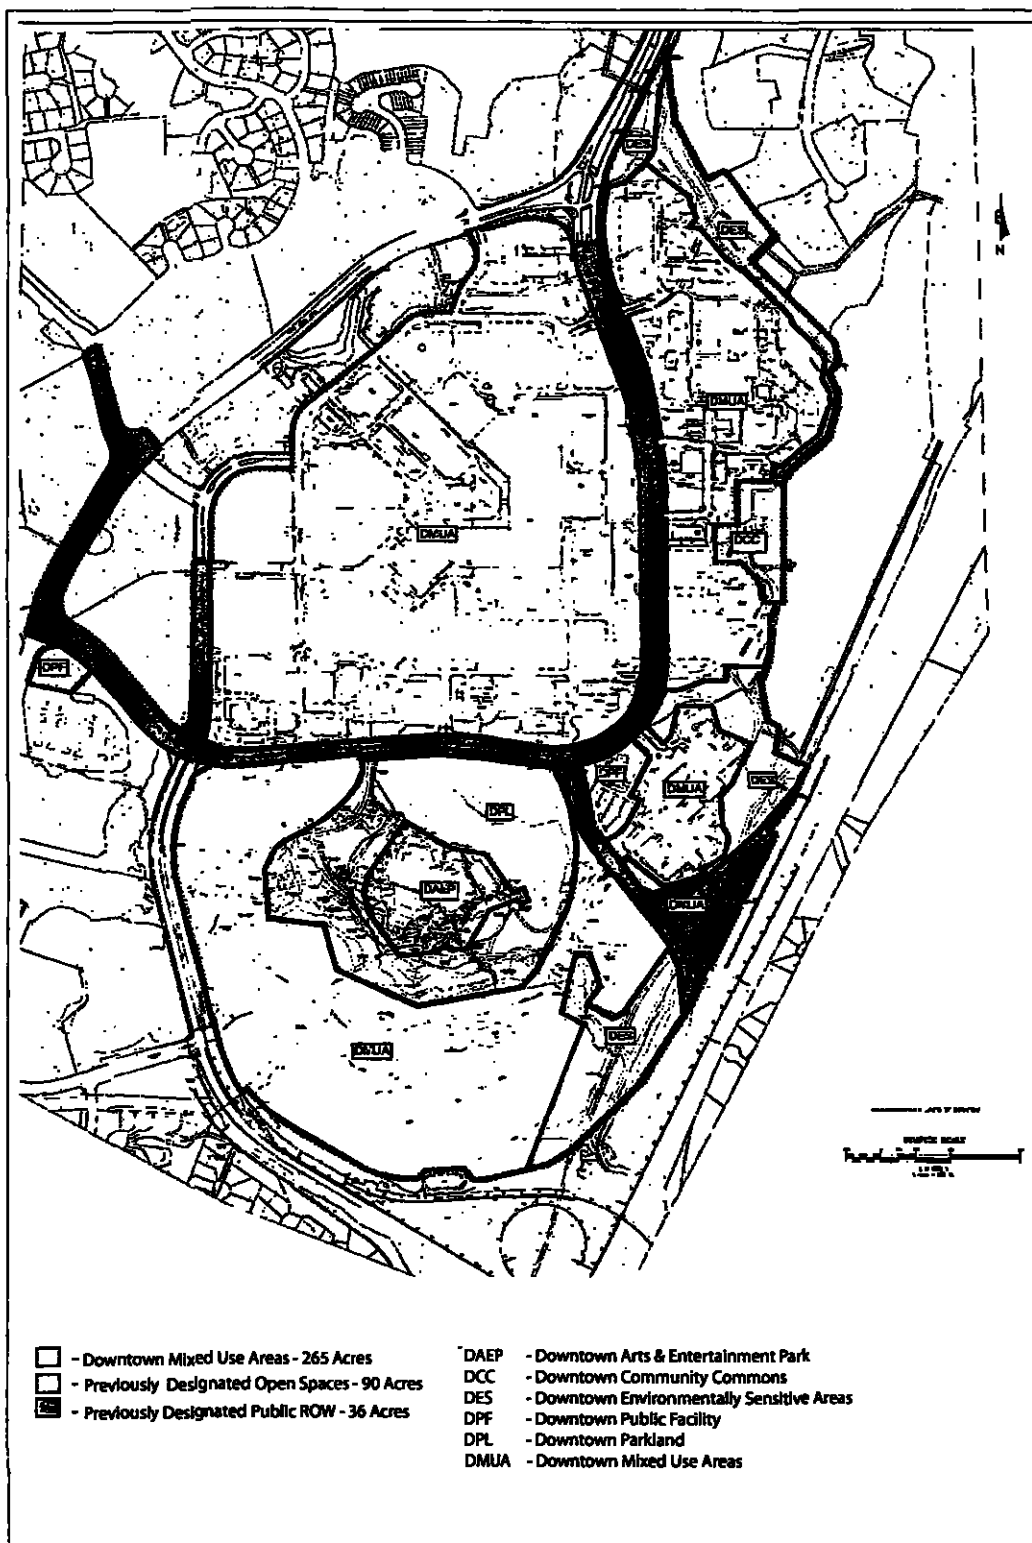 DES
DES
N
DMUA
DMUA
DCC
DPF
DMUA
DES
DPL
DAEP
DMUA
DES
DMUA
- Downtown Mixed Use Areas - 265 Acres
- Previously Designated Open Spaces - 90 Acres
- Previously Designated Public ROW - 36 Acres
DAEP - Downtown Arts & Entertainment Park
DCC - Downtown Community Commons
DES - Downtown Environmentally Sensitive Areas
DPF - Downtown Public Facility
DPL - Downtown Parkland
DMUA - Downtown Mixed Use Areas